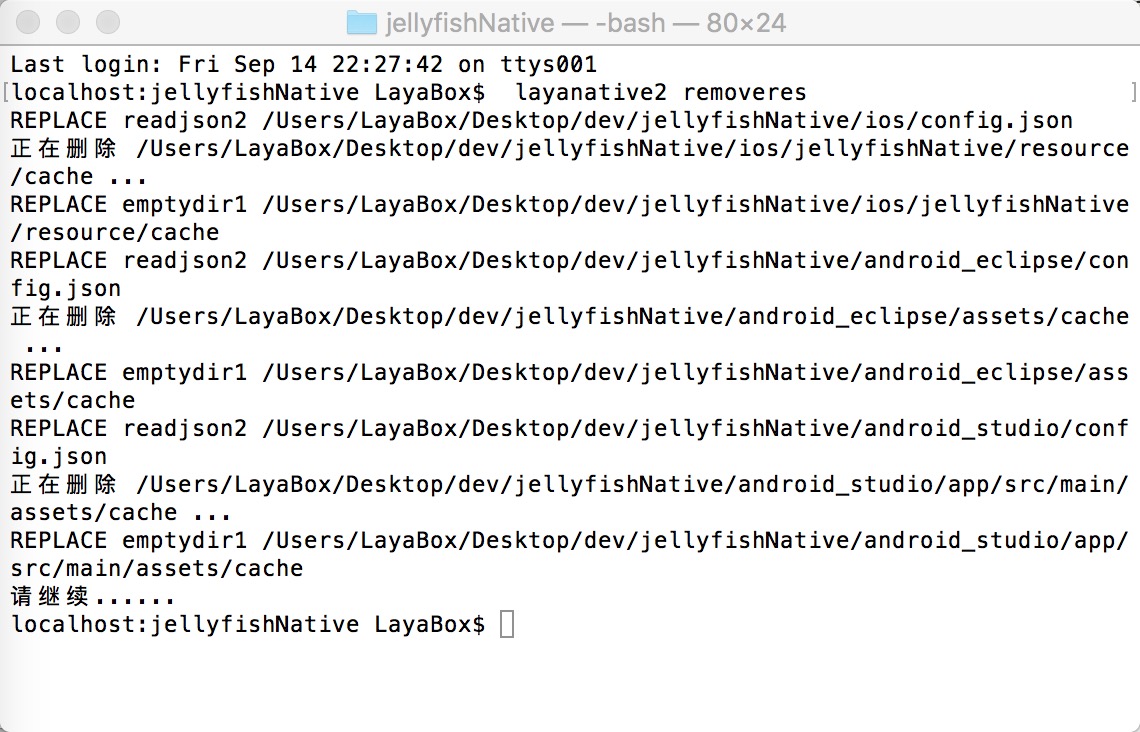 jellyfishNative — -bash — 80×24
Last login: Fri Sep 14 22:27:42 on ttys001
[localhost:jellyfishNative LayaBox$  layanative2 removeres ]
REPLACE readjson2 /Users/LayaBox/Desktop/dev/jellyfishNative/ios/config.json
正在删除 /Users/LayaBox/Desktop/dev/jellyfishNative/ios/jellyfishNative/resource
/cache ...
REPLACE emptydir1 /Users/LayaBox/Desktop/dev/jellyfishNative/ios/jellyfishNative
/resource/cache
REPLACE readjson2 /Users/LayaBox/Desktop/dev/jellyfishNative/android_eclipse/con
fig.json
正在删除 /Users/LayaBox/Desktop/dev/jellyfishNative/android_eclipse/assets/cache
 ...
REPLACE emptydir1 /Users/LayaBox/Desktop/dev/jellyfishNative/android_eclipse/ass
ets/cache
REPLACE readjson2 /Users/LayaBox/Desktop/dev/jellyfishNative/android_studio/conf
ig.json
正在删除 /Users/LayaBox/Desktop/dev/jellyfishNative/android_studio/app/src/main/
assets/cache ...
REPLACE emptydir1 /Users/LayaBox/Desktop/dev/jellyfishNative/android_studio/app/
src/main/assets/cache
请继续......
localhost:jellyfishNative LayaBox$